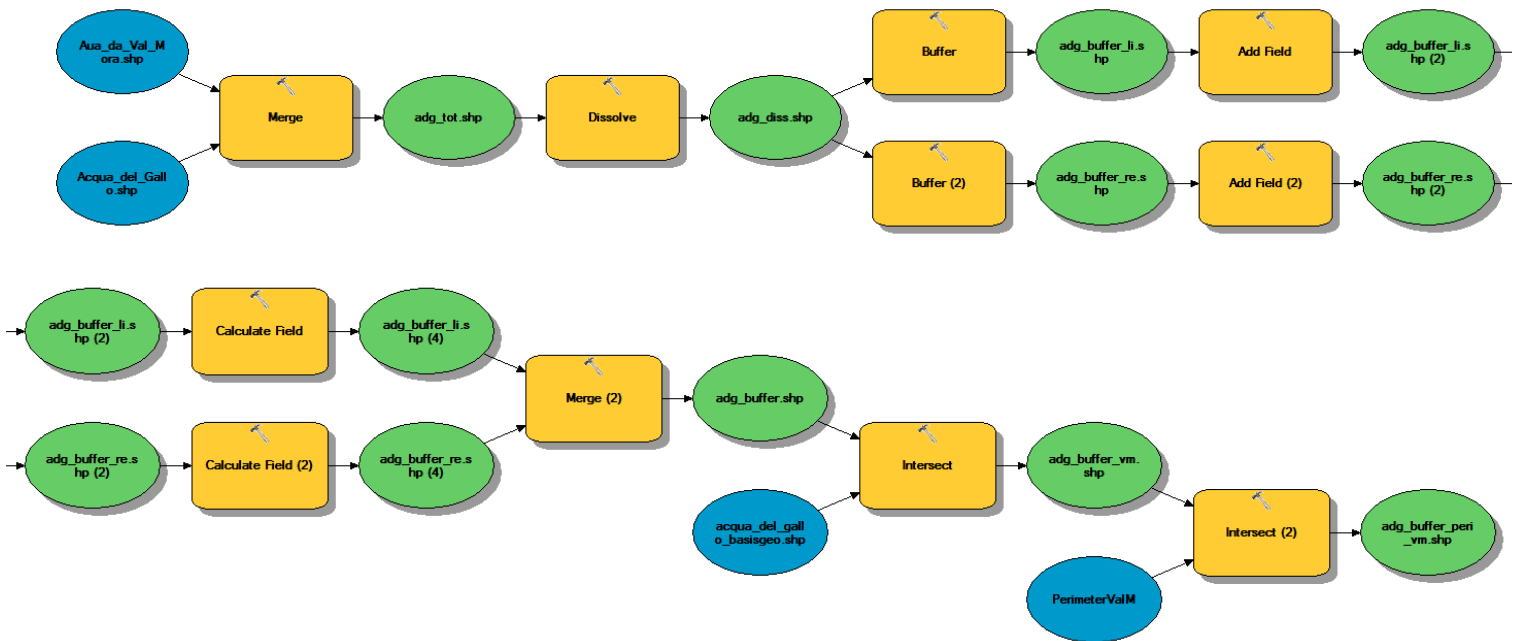 Aua_da_Val_M
ora.shp
Merge
Acqua_del_Gall
o.shp
adg_tot.shp
Dissolve
adg_diss.shp
Buffer
adg_buffer_li.s
hp
Add Field
adg_buffer_li.s
hp (2)
Buffer (2)
adg_buffer_re.s
hp
Add Field (2)
adg_buffer_re.s
hp (2)
adg_buffer_li.s
hp (2)
Calculate Field
adg_buffer_li.s
hp (4)
adg_buffer_re.s
hp (2)
Calculate Field (2)
adg_buffer_re.s
hp (4)
Merge (2)
adg_buffer.shp
acqua_del_gall
o_basisgeo.shp
Intersect
adg_buffer_vm.
shp
PerimeterValM
Intersect (2)
adg_buffer_peri
_vm.shp